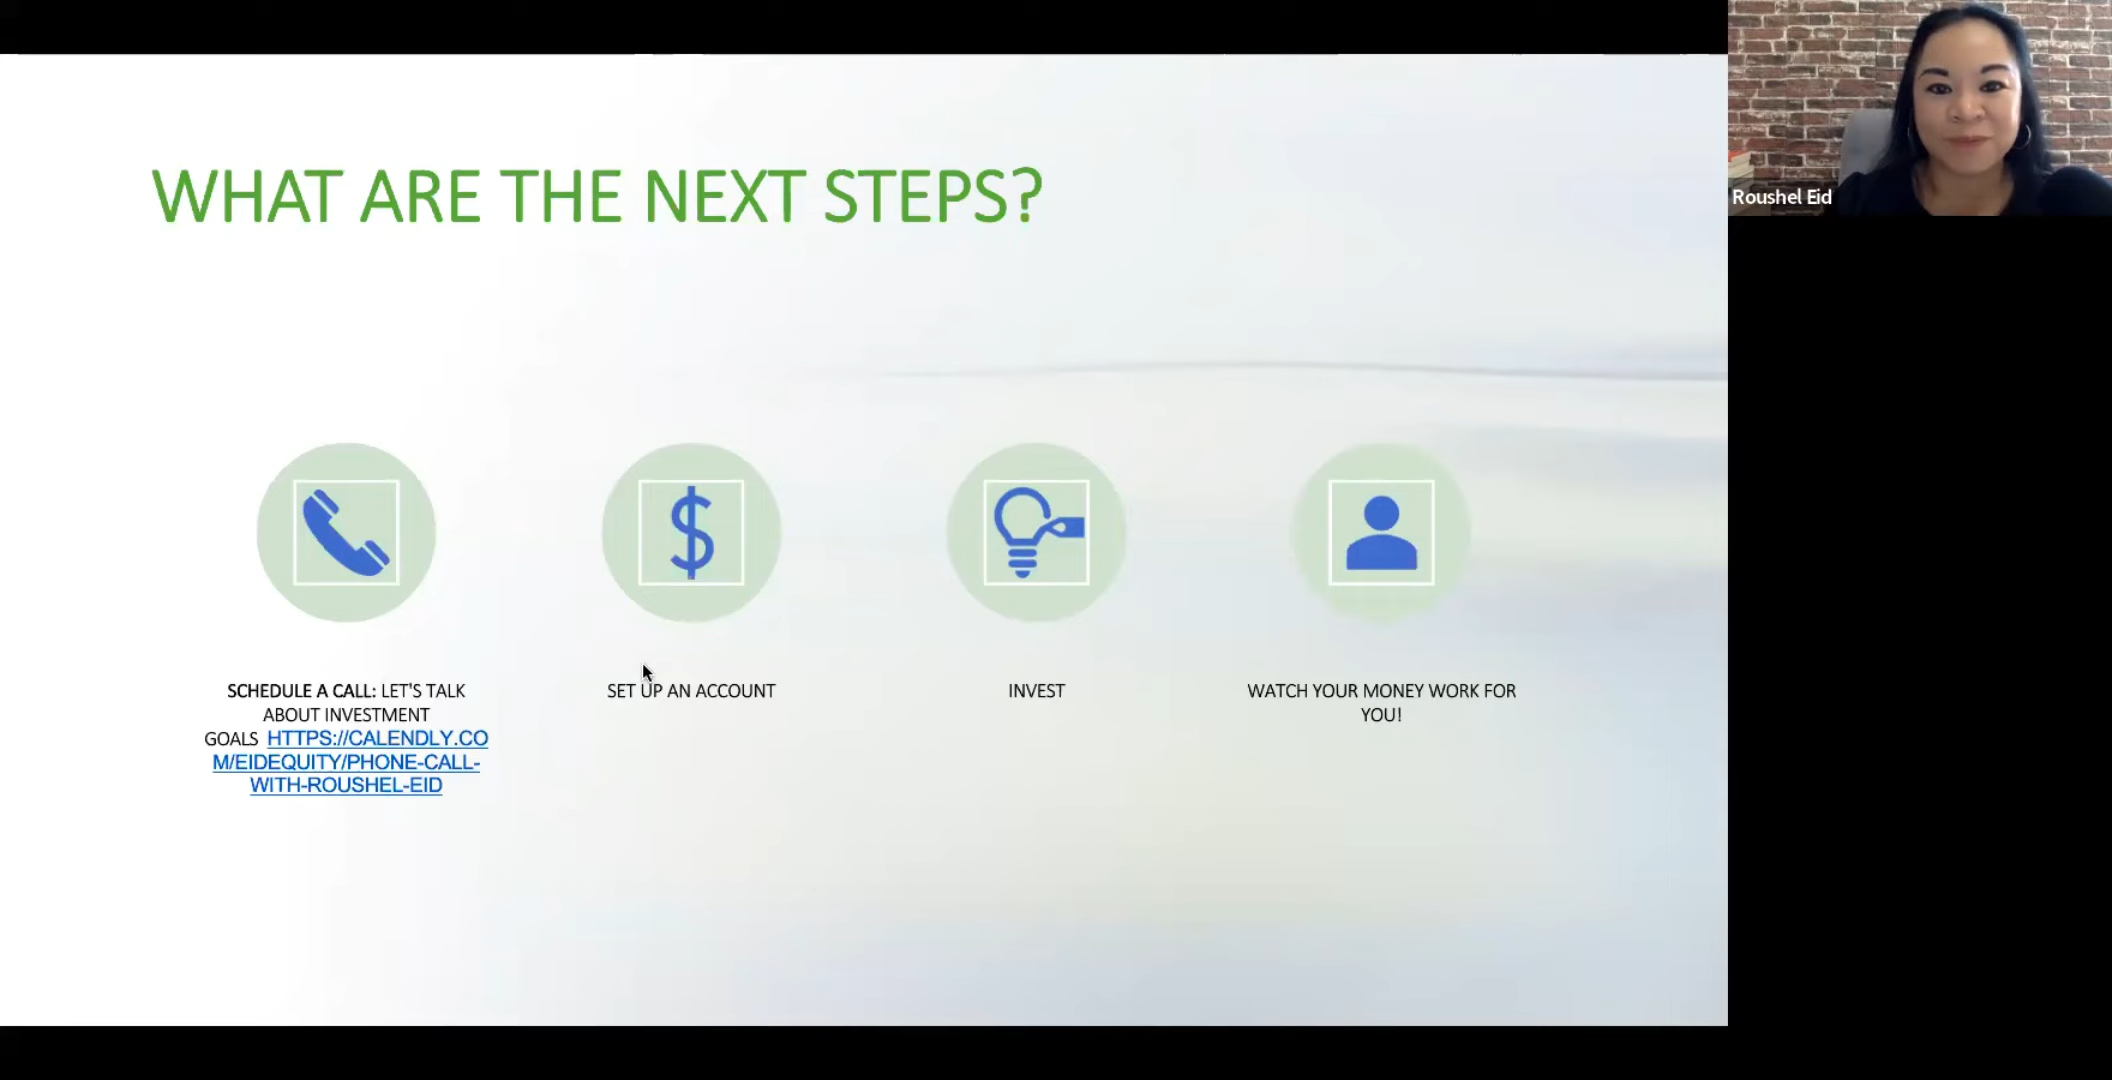 WHAT ARE THE NEXT STEPS?
Roushel Eid
SCHEDULE A CALL: LET'S TALK
ABOUT INVESTMENT
GOALS HTTPS://CALENDLY.CO
M/EIDEQUITY/PHONE-CALL-
WITH-ROUSHEL-EID
SET UP AN ACCOUNT
INVEST
WATCH YOUR MONEY WORK FOR
YOU!